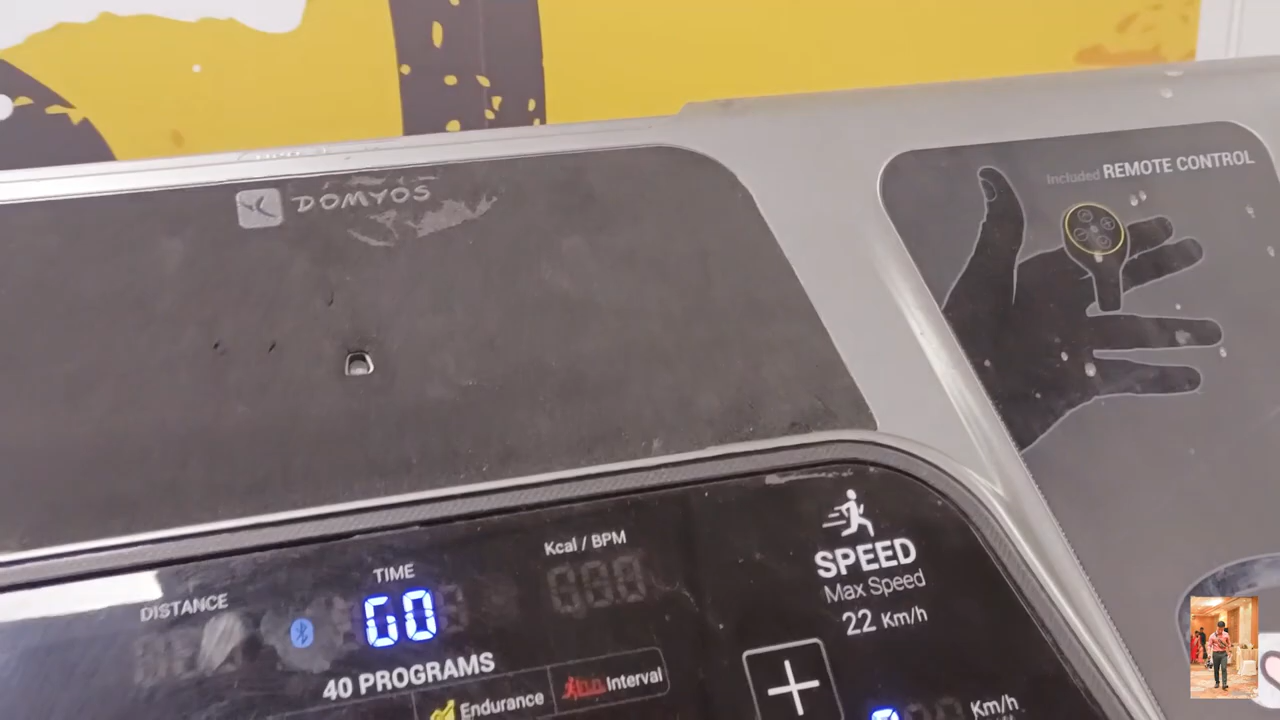 DOMYOS
Included REMOTE CONTROL
Kcal / BPM
TIME
DISTANCE
GO
SPEED
Max Speed
22 Km/h
40 PROGRAMS
Endurance
Interval
+
Km/h